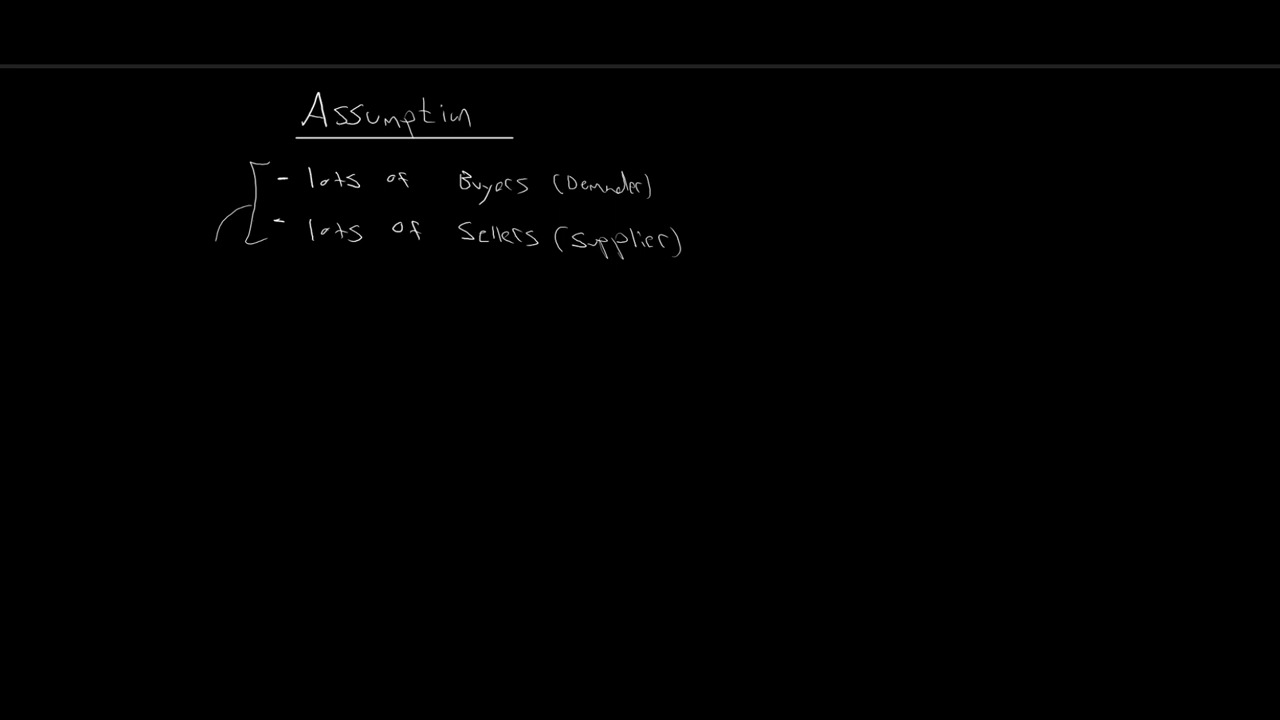 Assumption
- lots of Buyers (Demander)
- lots of Sellers (Supplier)